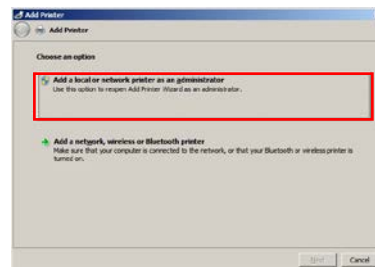 Add Printer
Add Printer
Choose an option
Add a local or network printer as an administrator
Use this option to reopen Add Printer Wizard as an administrator.
Add a network, wireless or Bluetooth printer
Make sure that your computer is connected to the network, or that your Bluetooth or wireless printer is
turned on.
Next
Cancel